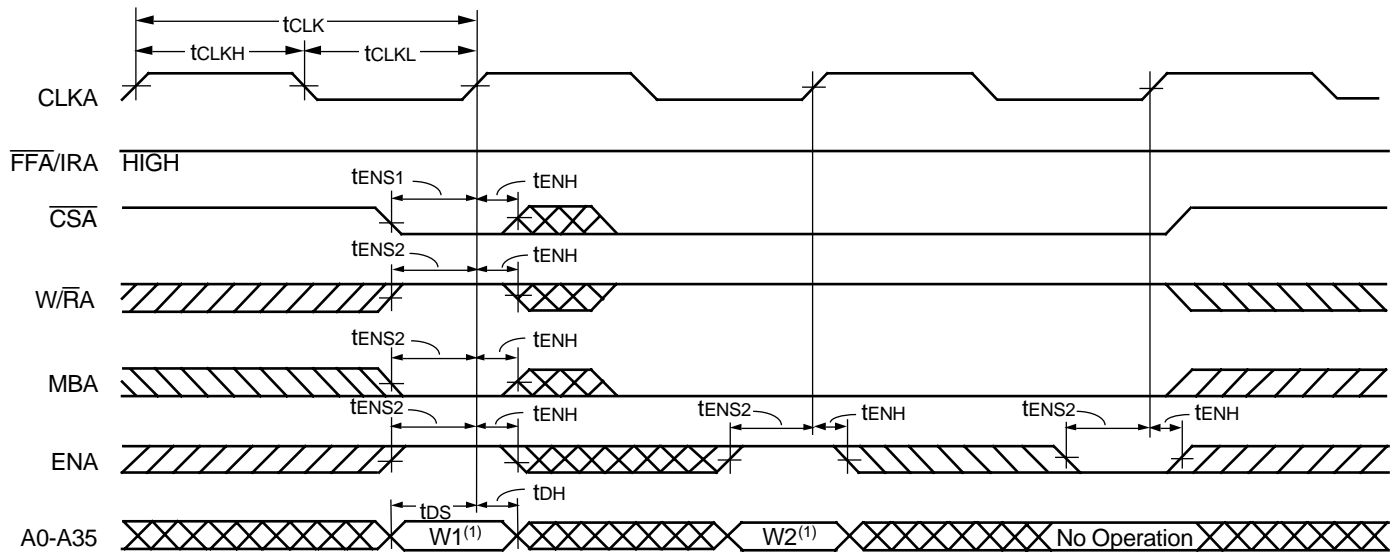 tCLK
tCLKH tCLKL
CLKA
FFA/IRA HIGH
tENS1 tENH
CSA
tENS2 tENH
W/RA
tENS2 tENH
MBA
tENS2 tENH tENS2 tENH tENS2 tENH
ENA
tDS tDH
A0-A35 W1(1) W2(1) No Operation